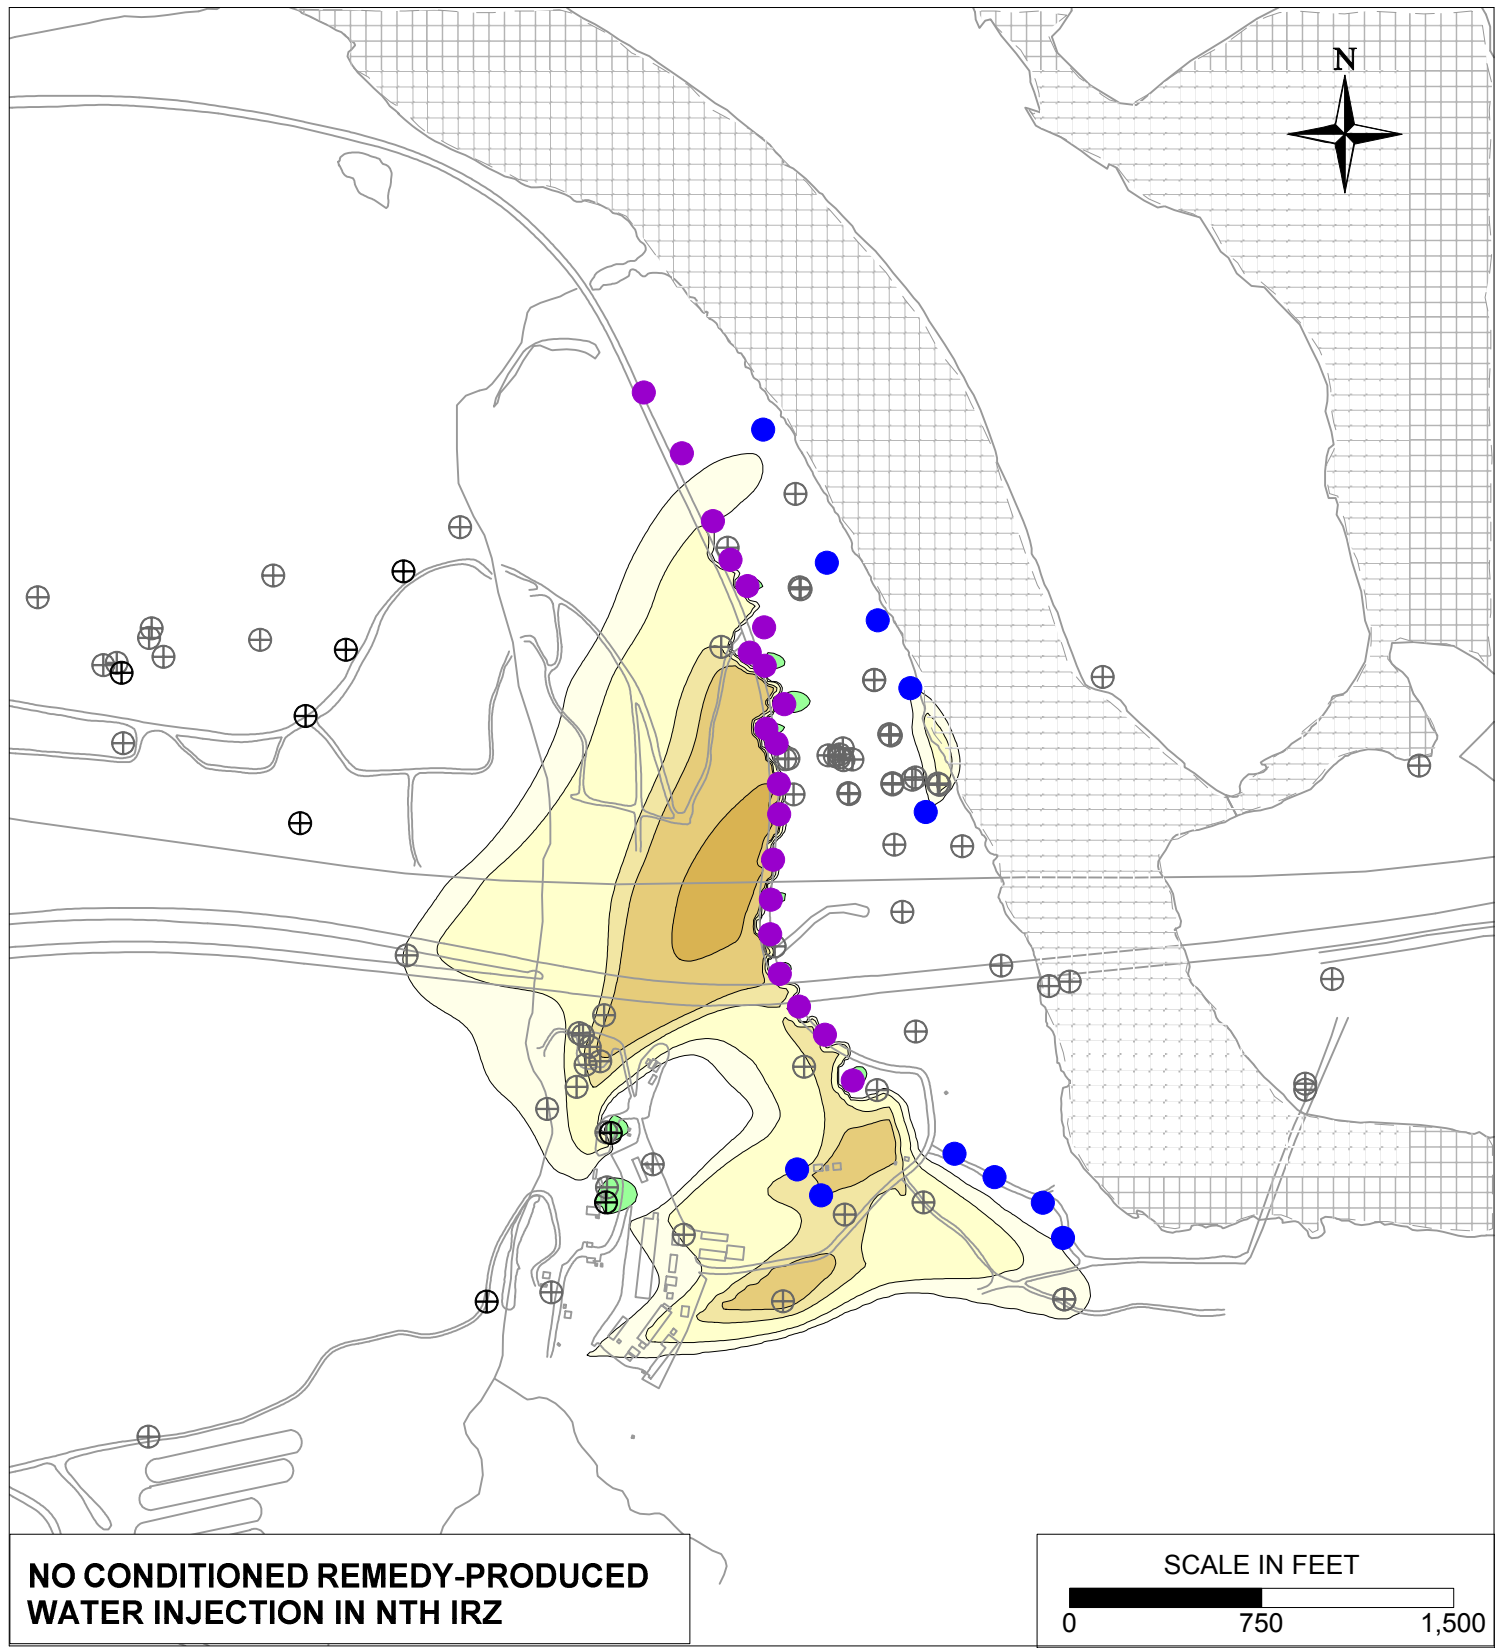 N
NO CONDITIONED REMEDY-PRODUCED
WATER INJECTION IN NTH IRZ
SCALE IN FEET
0 750 1,500